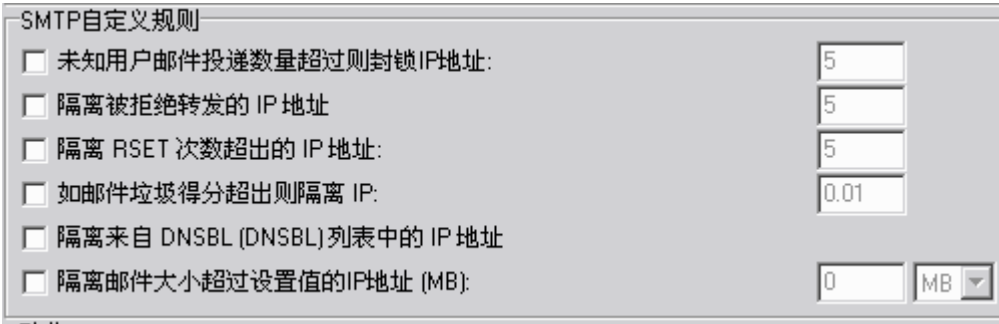 SMTP自定义规则
未知用户邮件投递数量超过则封锁IP地址: 5
隔离被拒绝转发的 IP 地址 5
隔离 RSET 次数超出的 IP 地址: 5
如邮件垃圾得分超出则隔离 IP: 0.01
隔离来自 DNSBL (DNSBL) 列表中的 IP 地址
隔离邮件大小超过设置值的IP地址 (MB): 0 MB